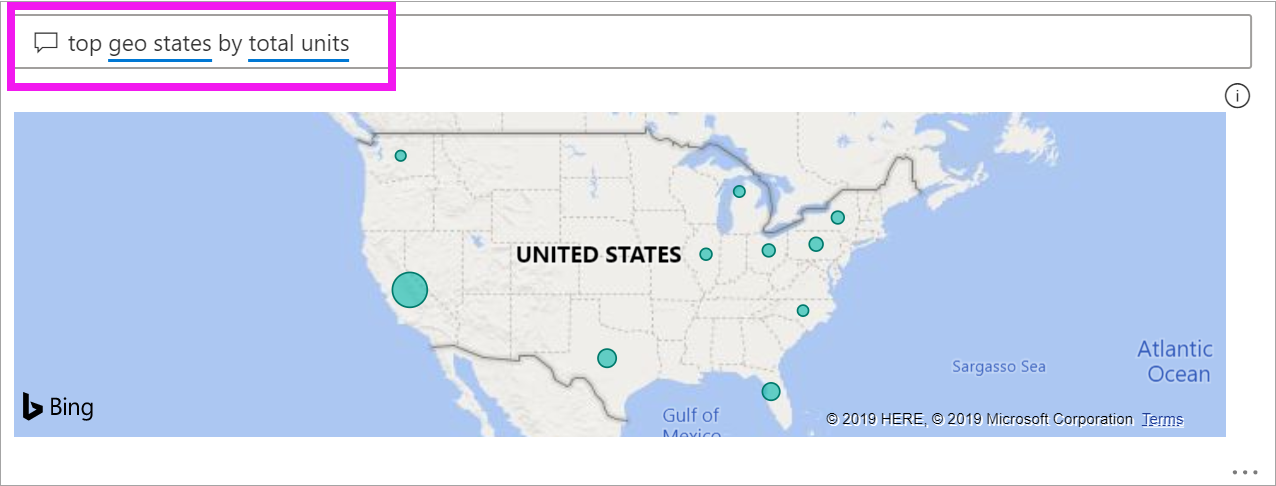 top geo states by total units
UNITED STATES
Atlantic
Ocean
Sargasso Sea
Gulf of
Mexico
Bing
© 2019 HERE, © 2019 Microsoft Corporation Terms